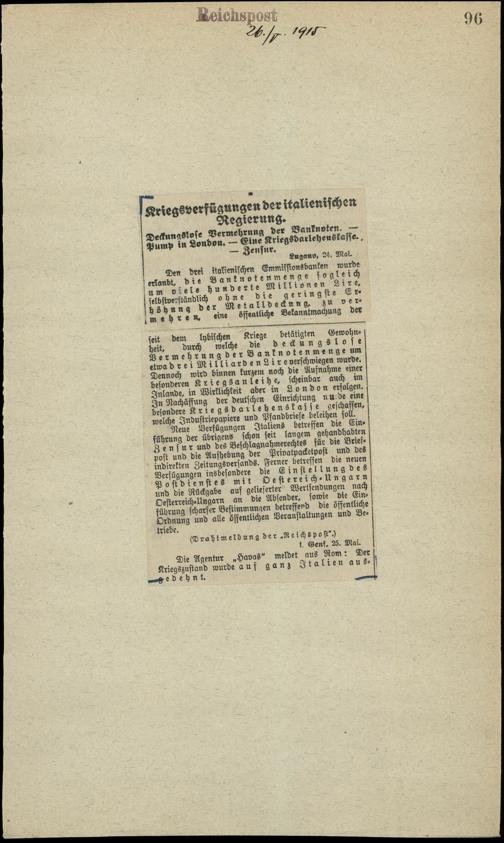 Reichspost
96
26./V. 1915
Kriegsverfügungen der italienischen
Regierung.
Deckungslose Vermehrung der Banknoten. —
Pump in London. — Eine Kriegsdarlehenskasse.
— Zensur.
Lugano, 24. Mai.
Den drei italienischen Emmissionsbanken wurde
erlaubt, die Banknotenmenge sogleich
um viele hunderte Millionen Lire,
selbstverständlich ohne die geringste Er-
höhung der Metalldeckung, zu ver-
mehren, eine öffentliche Bekanntmachung der
seit dem lybischen Kriege betätigten Gewohn-
heit, durch welche die deckungslose
Vermehrung der Banknotenmenge um
etwa drei Milliarden Lire verschwiegen wurde.
Dennoch wird binnen kurzem noch die Aufnahme einer
besonderen Kriegsanleihe, scheinbar auch im
Inlande, in Wirklichkeit aber in London erfolgen.
In Nachäffung der deutschen Einrichtung wurde eine
besondere Kriegsdarlehenskasse geschaffen,
welche Industriepapiere und Pfandbriefe beleihen soll.
Neue Verfügungen Italiens betreffen die Ein-
führung der übrigens schon seit langem gehandhabten
Zensur und des Beschlagnahmerechtes für die Brief-
post und die Aufhebung der Privatpacketpost und des
indirekten Zeitungsversands. Ferner betreffen die neuen
Verfügungen insbesondere die Einstellung des
Postdienstes mit Oesterreich-Ungarn
und die Rückgabe auf gelieferter Wertsendungen nach
Oesterreich-Ungarn an die Absender, sowie die Ein-
führung scharfer Bestimmungen betreffend die öffentliche
Ordnung und alle öffentlichen Veranstaltungen und Be-
triebe.
(Drahtmeldung der „Reichspost".)
t. Genf, 25. Mai.
Die Agentur „Havas" meldet aus Rom: Der
Kriegszustand wurde auf ganz Italien aus-
gedehnt.